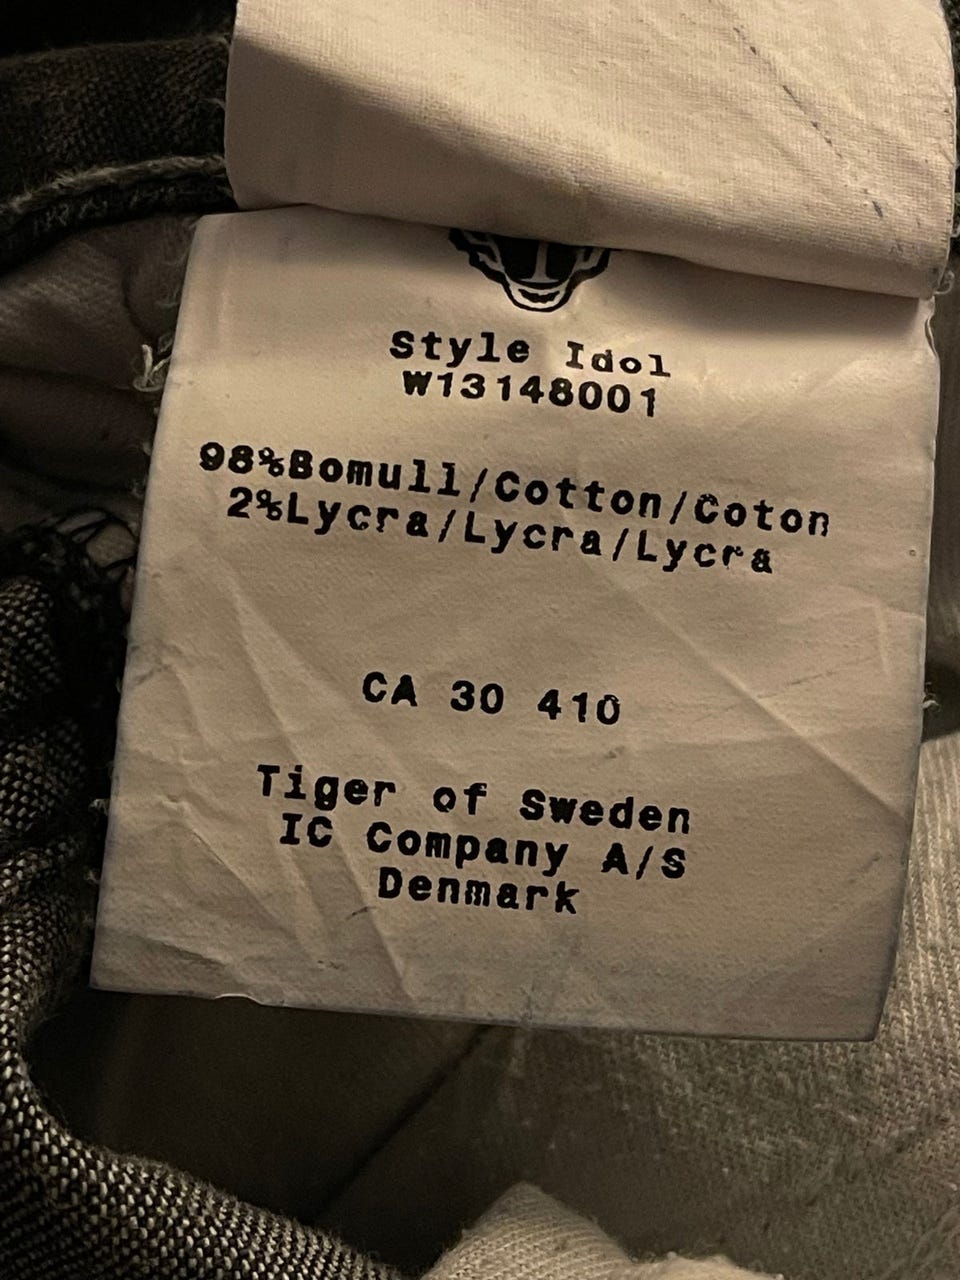 Style Idol
W13148001
98%Bomull/Cotton/Coton
2%Lycra/Lycra/Lycra
CA 30 410
Tiger of Sweden
IC Company A/S
Denmark